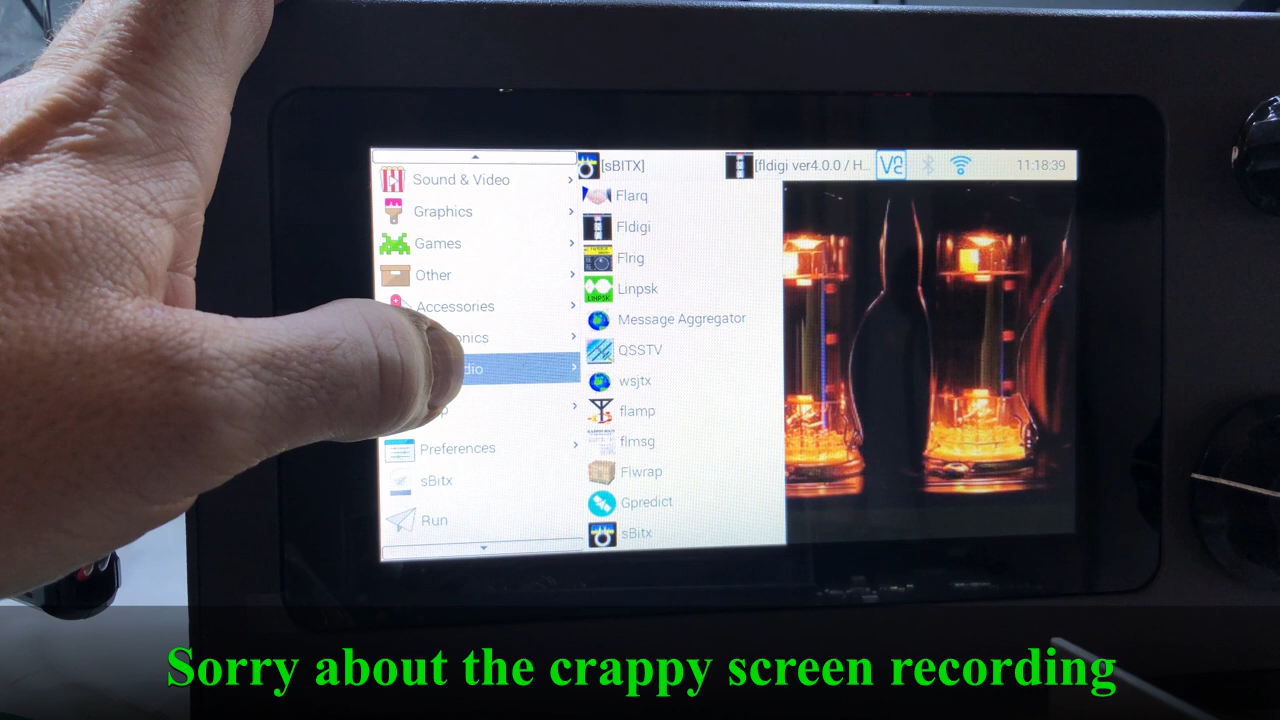 [sBITX]
[fldigi ver4.0.0 / H...
11:18:39
Sound & Video
Graphics
Games
Other
Accessories
Preferences
sBitx
Run
Flarq
Fldigi
Flrig
Linpsk
Message Aggregator
QSSTV
wsjtx
flamp
flmsg
Flwrap
Gpredict
sBitx
Sorry about the crappy screen recording